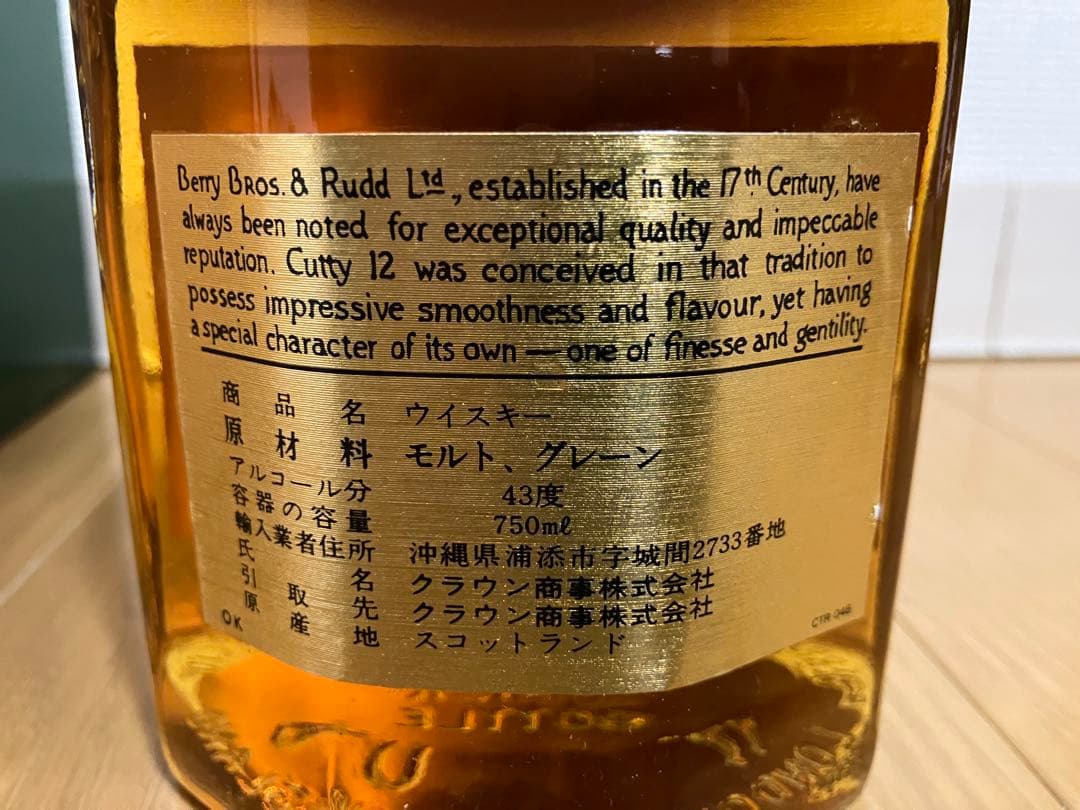 Berry Bros. & Rudd Ltd., established in the 17th Century, have
always been noted for exceptional quality and impeccable
reputation. Cutty 12 was conceived in that tradition to
possess impressive smoothness and flavour, yet having
a special character of its own — one of finesse and gentility.
商品名 ウイスキー
原材料 モルト、グレーン
アルコール分 43度
容器の容量 750mℓ
輸入業者住所 沖縄県浦添市字城間2733番地
氏名 クラウン商事株式会社
引取先 クラウン商事株式会社
原産地 スコットランド
OK
CTR 046
BOTTLE